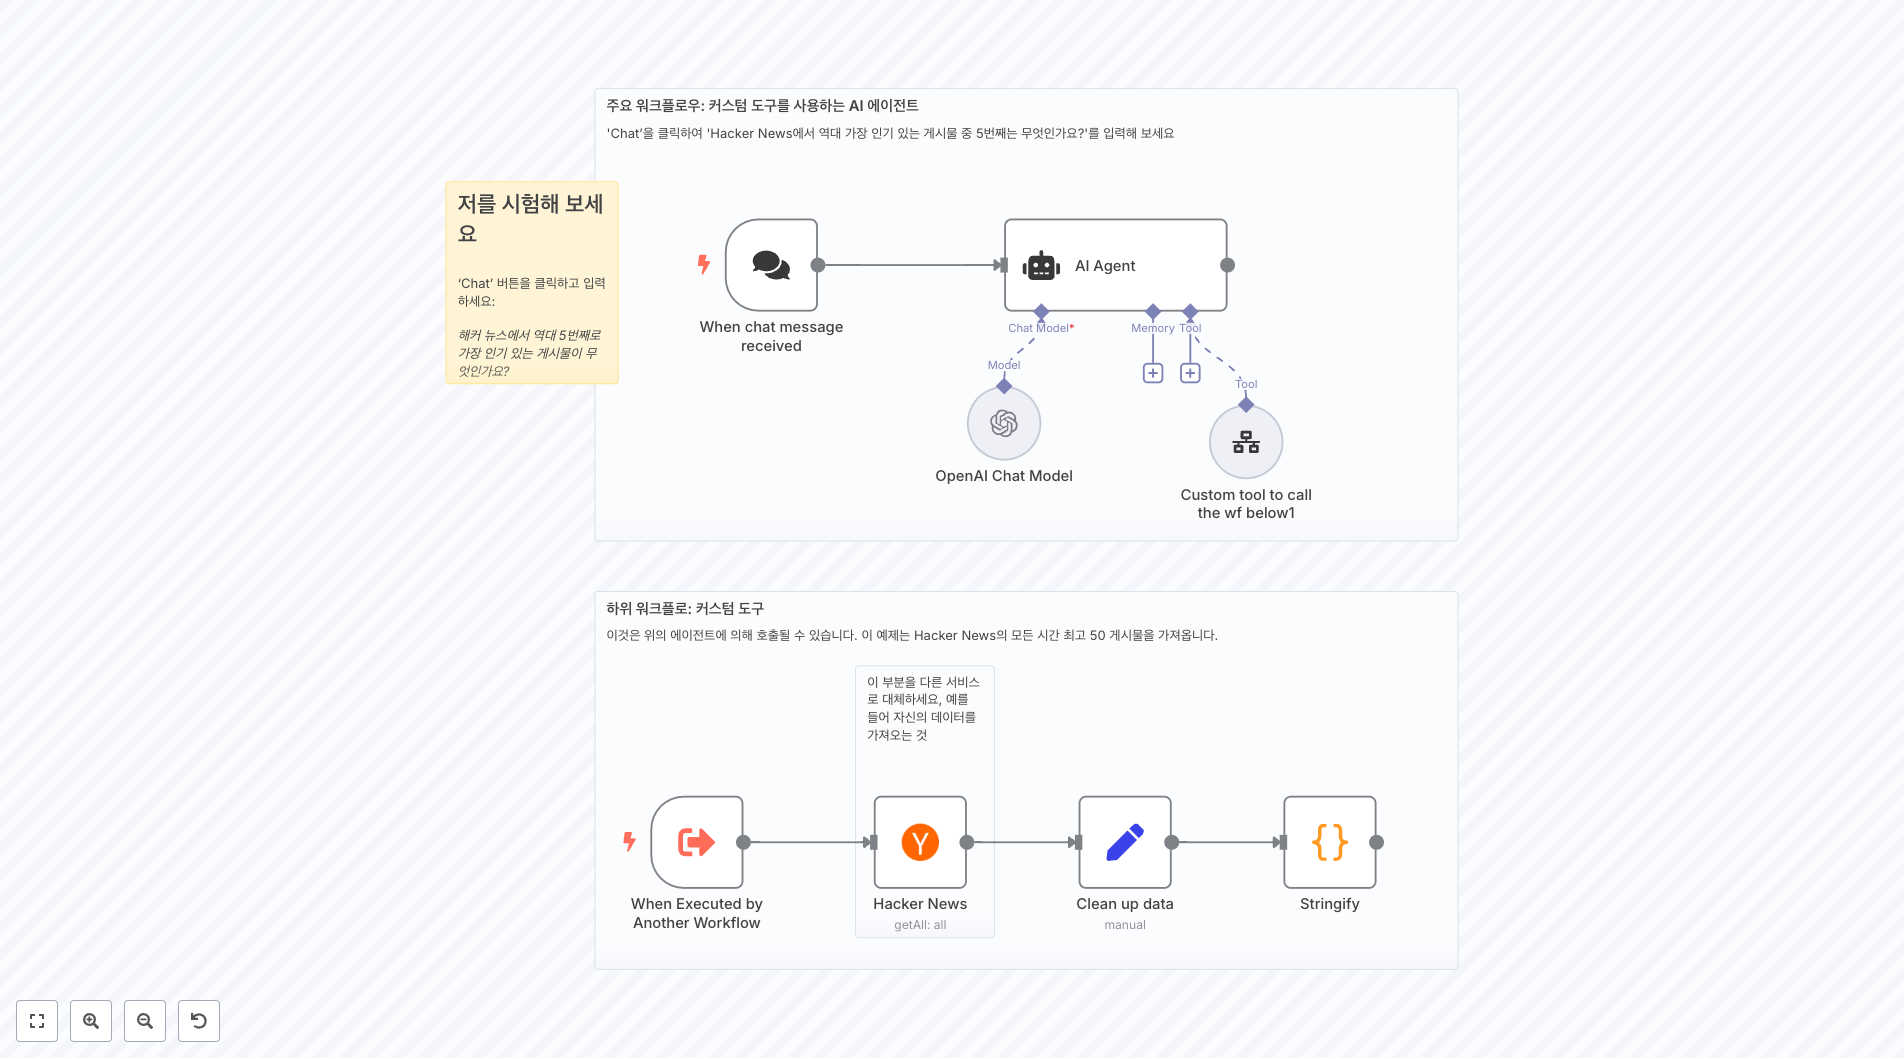 주요 워크플로우: 커스텀 도구를 사용하는 AI 에이전트
'Chat’을 클릭하여 'Hacker News에서 역대 가장 인기 있는 게시물 중 5번째는 무엇인가요?'를 입력해 보세요
저를 시험해 보세
요
‘Chat’ 버튼을 클릭하고 입력
하세요:
해커 뉴스에서 역대 5번째로
가장 인기 있는 게시물이 무
엇인가요?
When chat message
received
AI Agent
Chat Model*
Memory
Tool
Model
Tool
OpenAI Chat Model
Custom tool to call
the wf below1
하위 워크플로: 커스텀 도구
이것은 위의 에이전트에 의해 호출될 수 있습니다. 이 예제는 Hacker News의 모든 시간 최고 50 게시물을 가져옵니다.
이 부분을 다른 서비스
로 대체하세요, 예를
들어 자신의 데이터를
가져오는 것
When Executed by
Another Workflow
Hacker News
getAll: all
Clean up data
manual
Stringify